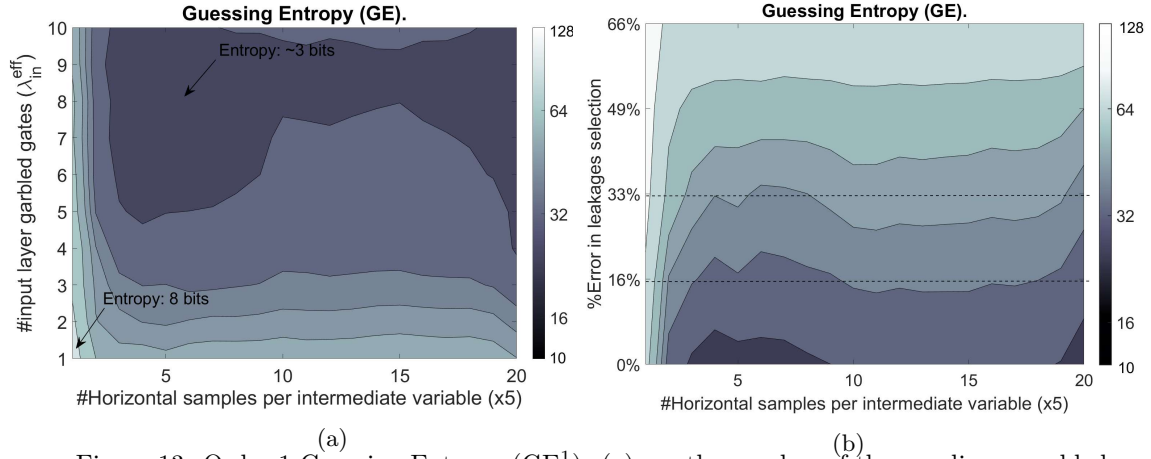 Guessing Entropy (GE).
#input layer garbled gates (λ_in^eff)
10
9
8
7
6
5
4
3
2
1
Entropy: ~3 bits
Entropy: 8 bits
5 10 15 20
#Horizontal samples per intermediate variable (x5)
128
64
32
16
10
(a)
Guessing Entropy (GE).
%Error in leakages selection
66%
49%
33%
16%
0%
5 10 15 20
#Horizontal samples per intermediate variable (x5)
128
64
32
16
10
(b)